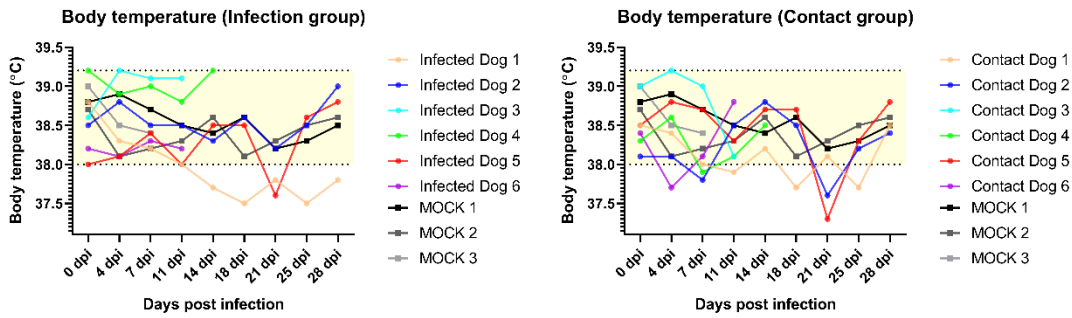 Body temperature (Infection group)
Body temperature (°C)
39.5
39.0
38.5
38.0
37.5
0 dpi
4 dpi
7 dpi
11 dpi
14 dpi
18 dpi
21 dpi
25 dpi
28 dpi
Days post infection
Infected Dog 1
Infected Dog 2
Infected Dog 3
Infected Dog 4
Infected Dog 5
Infected Dog 6
MOCK 1
MOCK 2
MOCK 3
Body temperature (Contact group)
Body temperature (°C)
39.5
39.0
38.5
38.0
37.5
0 dpi
4 dpi
7 dpi
11 dpi
14 dpi
18 dpi
21 dpi
25 dpi
28 dpi
Days post infection
Contact Dog 1
Contact Dog 2
Contact Dog 3
Contact Dog 4
Contact Dog 5
Contact Dog 6
MOCK 1
MOCK 2
MOCK 3